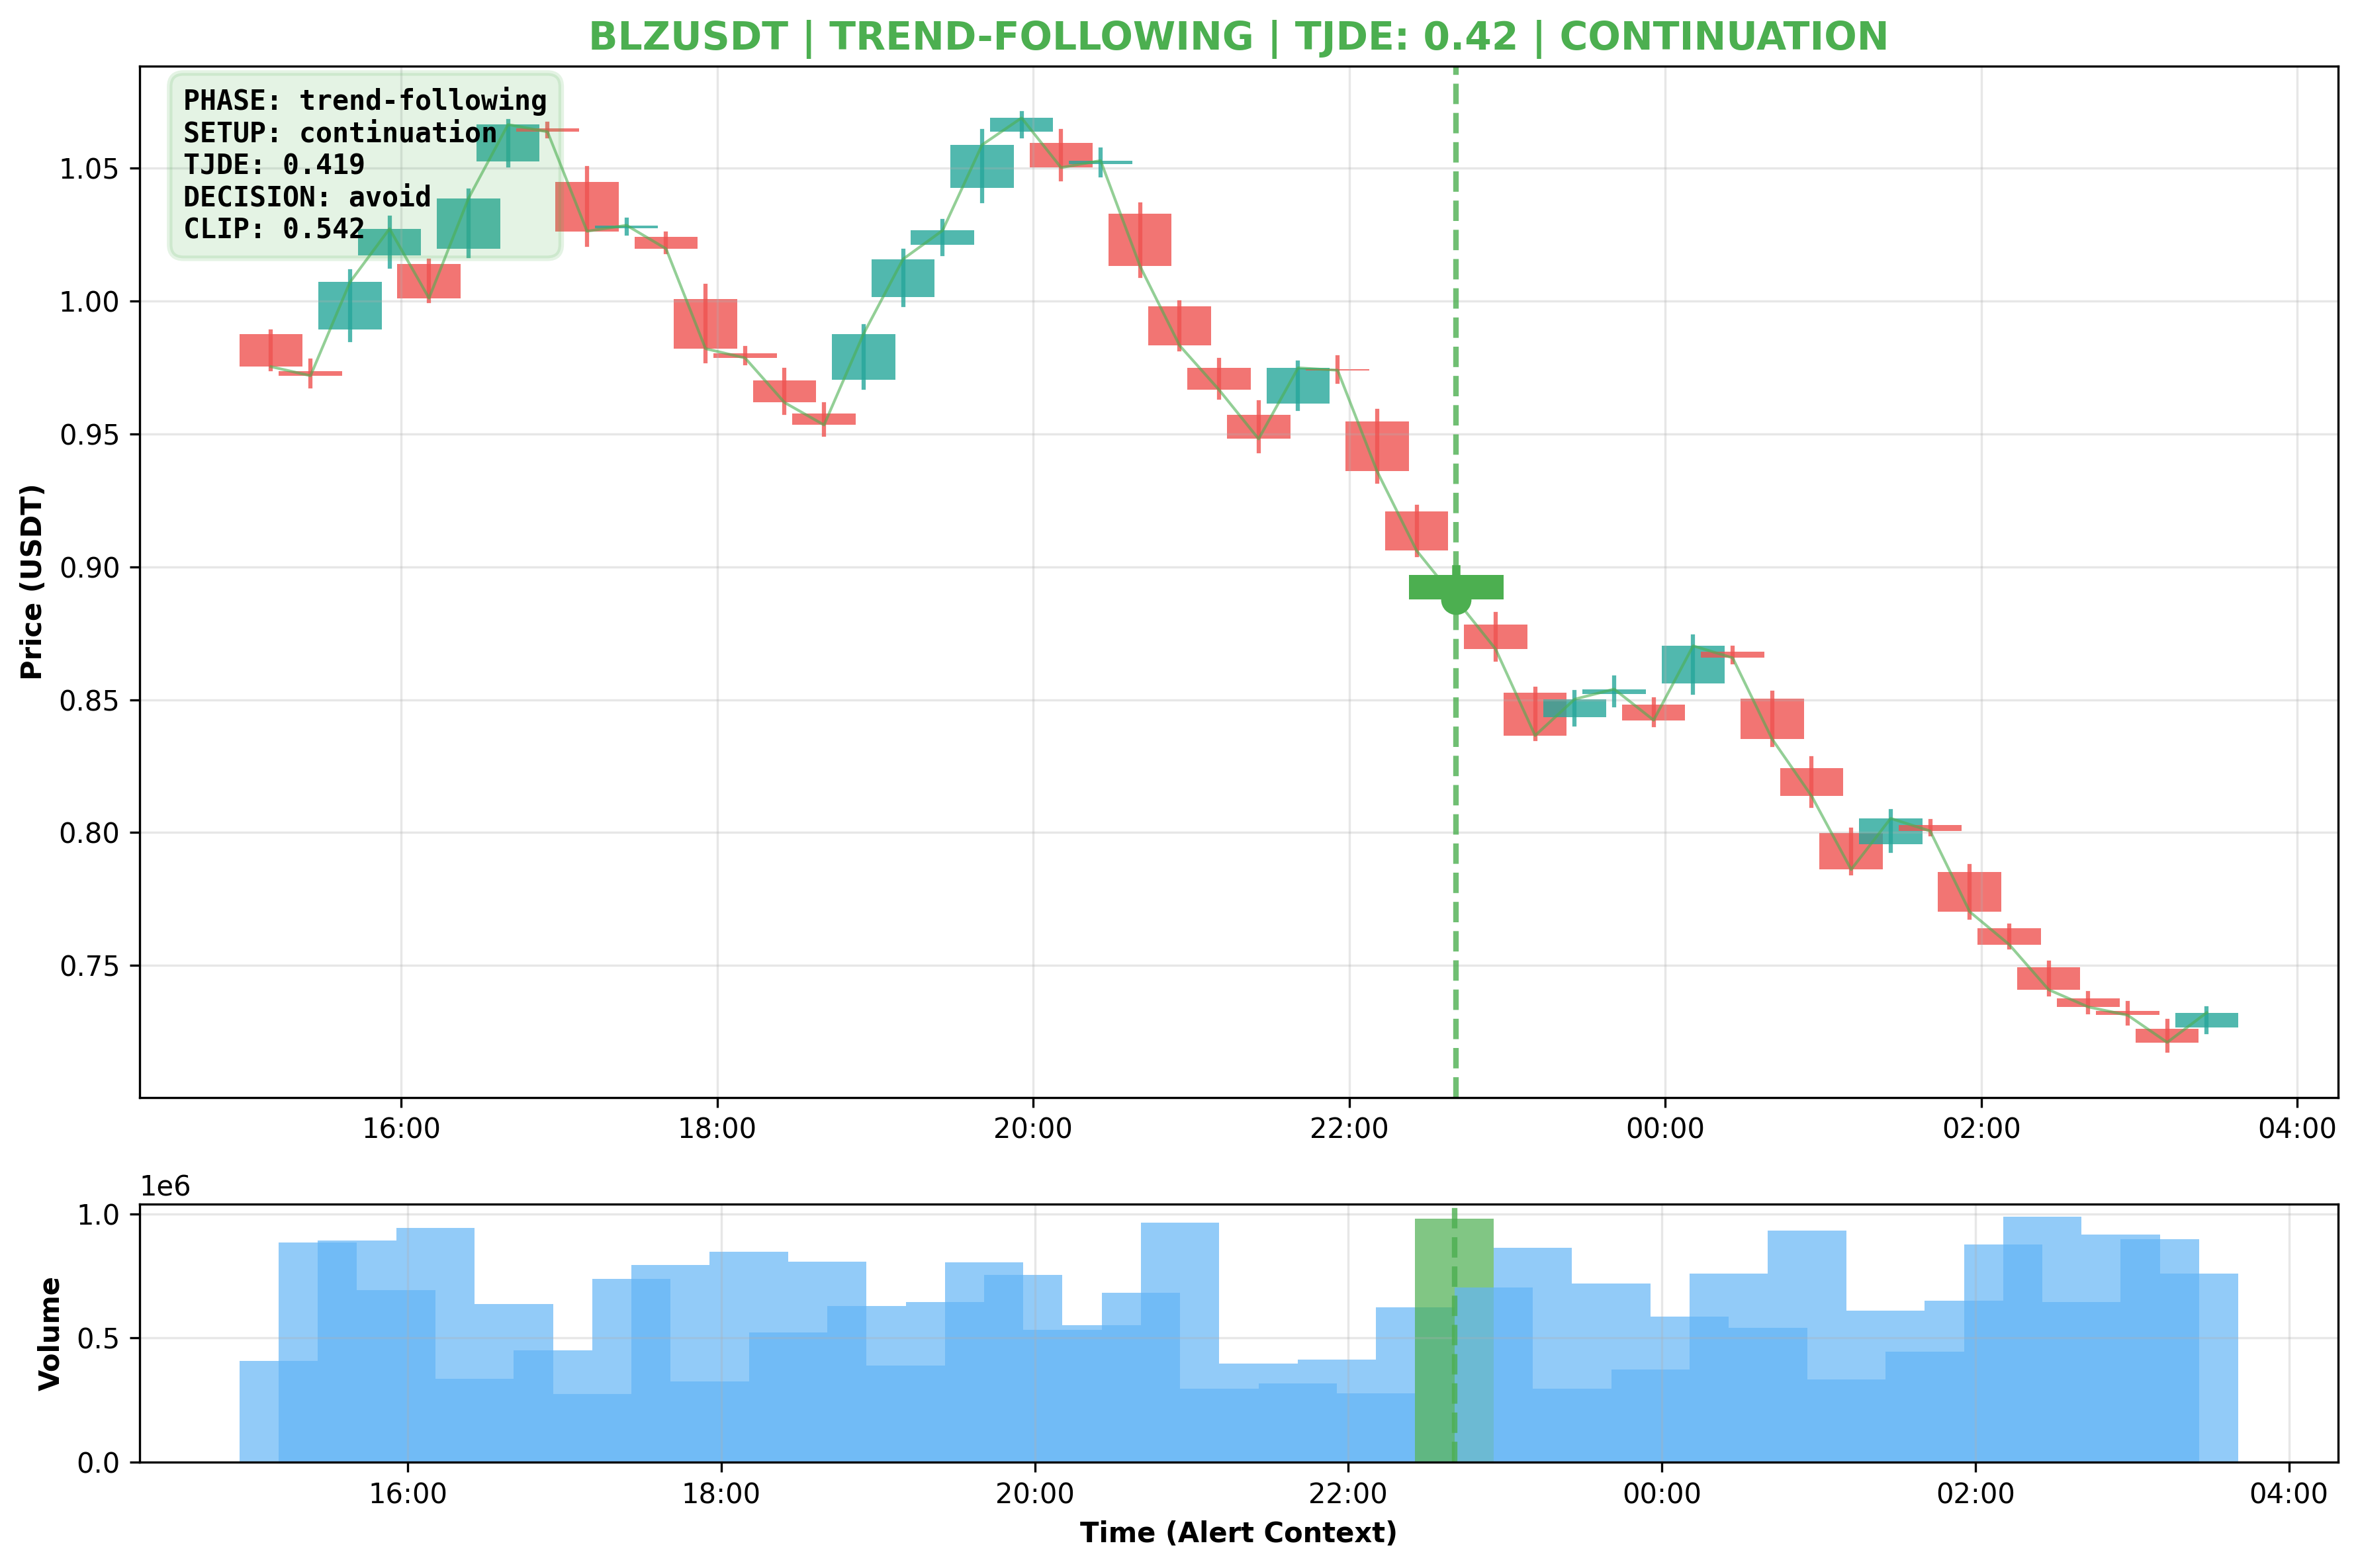 BLZUSDT | TREND-FOLLOWING | TJDE: 0.42 | CONTINUATION
PHASE: trend-following
SETUP: continuation
TJDE: 0.419
DECISION: avoid
CLIP: 0.542
Price (USDT)
1.05
1.00
0.95
0.90
0.85
0.80
0.75
16:00 18:00 20:00 22:00 00:00 02:00 04:00
1e6
Volume
1.0
0.5
0.0
16:00 18:00 20:00 22:00 00:00 02:00 04:00
Time (Alert Context)